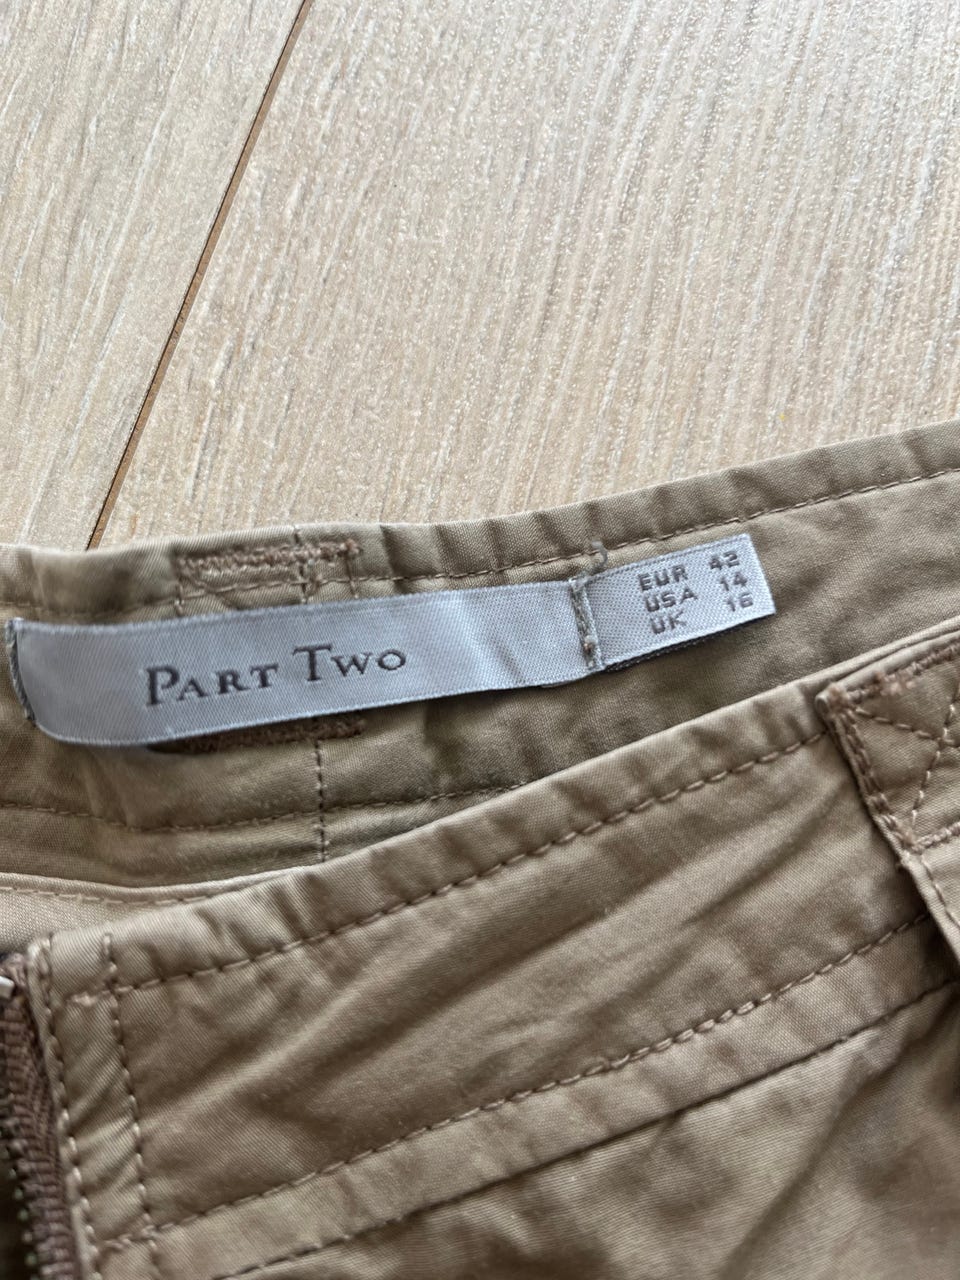 PART TWO
EUR 42
USA 14
UK 16